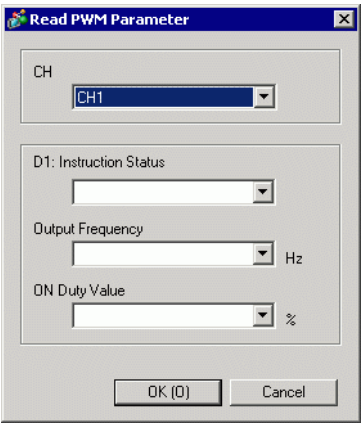 Read PWM Parameter
CH
CH1
D1: Instruction Status
Output Frequency
Hz
ON Duty Value
%
OK (O)
Cancel